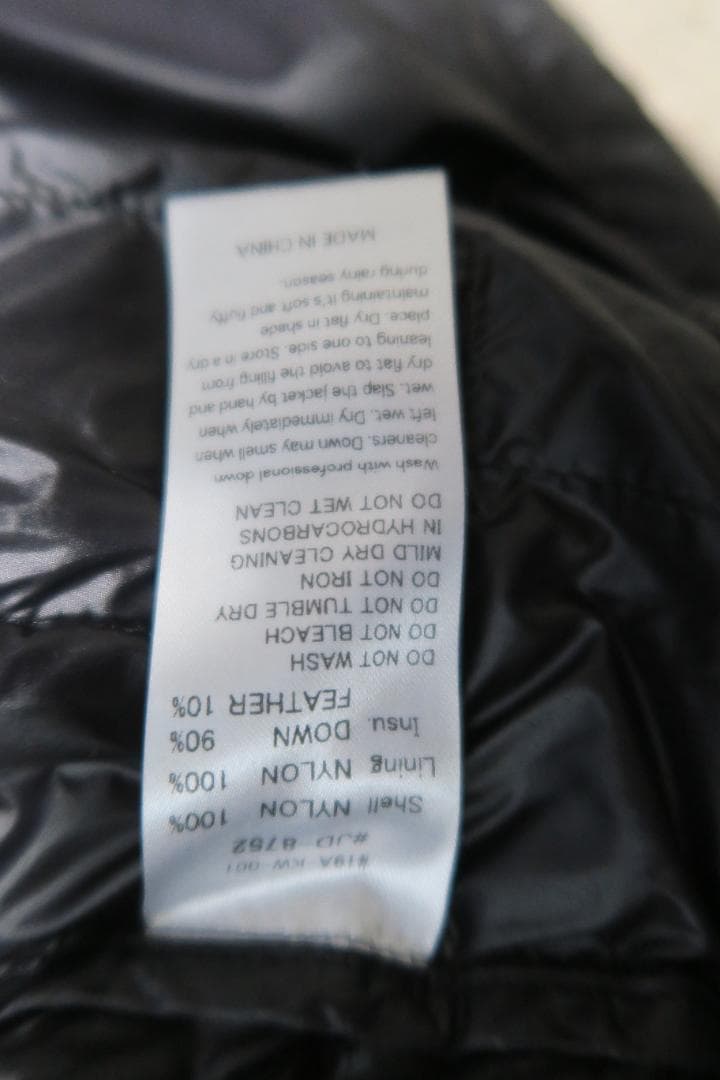 #19A KW-001
#JD 8752
Shell NYLON 100%
Lining NYLON 100%
Insu. DOWN 90%
FEATHER 10%
DO NOT WASH
DO NOT BLEACH
DO NOT TUMBLE DRY
DO NOT IRON
MILD DRY CLEANING
IN HYDROCARBONS
DO NOT WET CLEAN
Wash with professional down
cleaners. Down may smell when
left wet. Dry immediately when
wet. Slap the jacket by hand and
dry flat to avoid the filling from
leaning to one side. Store in a dry
place. Dry flat in shade
maintaining it's soft and fluffy
during rainy season.
MADE IN CHINA